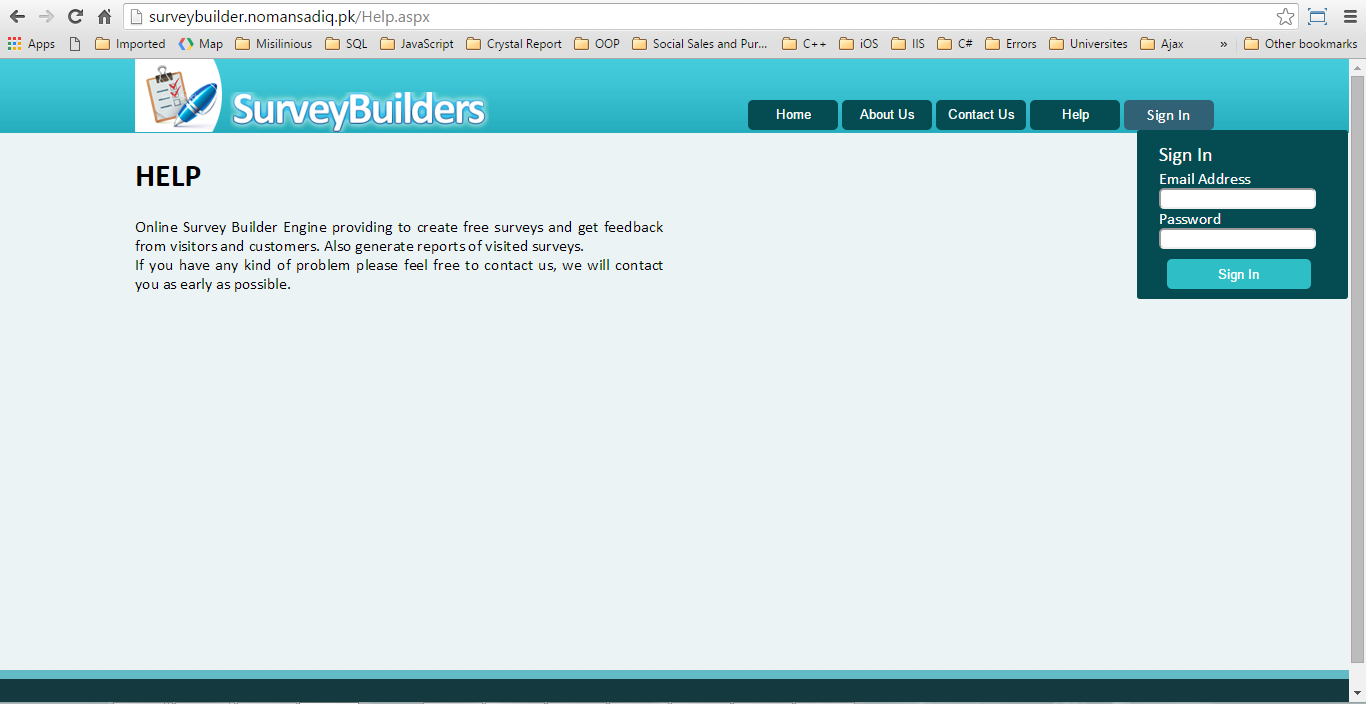 surveybuilder.nomansadiq.pk/Help.aspx
Apps Imported Map Misilinious SQL JavaScript Crystal Report OOP Social Sales and Pur... C++ iOS IIS C# Errors Universites Ajax » Other bookmarks
SurveyBuilders
Home About Us Contact Us Help Sign In
Sign In
Email Address
Password
Sign In
HELP
Online Survey Builder Engine providing to create free surveys and get feedback
from visitors and customers. Also generate reports of visited surveys.
If you have any kind of problem please feel free to contact us, we will contact
you as early as possible.